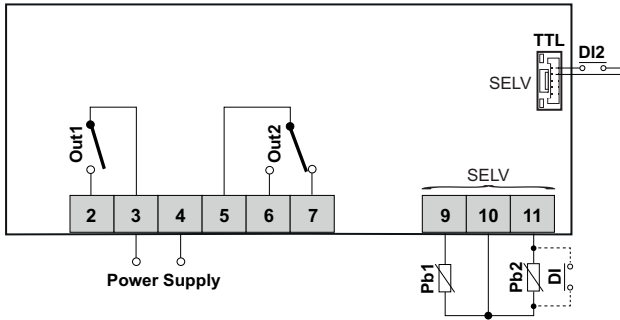 TTL
DI2
SELV
Out1
Out2
SELV
2 3 4 5 6 7
9 10 11
Power Supply
Pb1
Pb2
DI